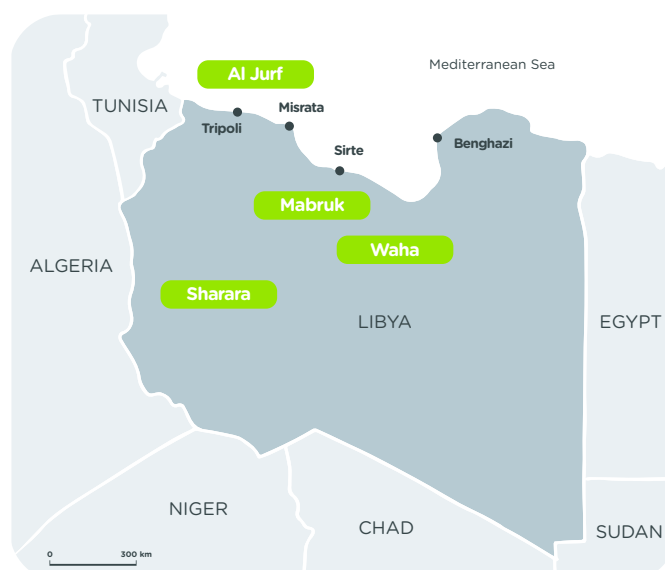 Mediterranean Sea
Al Jurf
TUNISIA
Misrata
Tripoli
Benghazi
Sirte
Mabruk
Waha
ALGERIA
Sharara
LIBYA
EGYPT
NIGER
CHAD
SUDAN
0 300 km